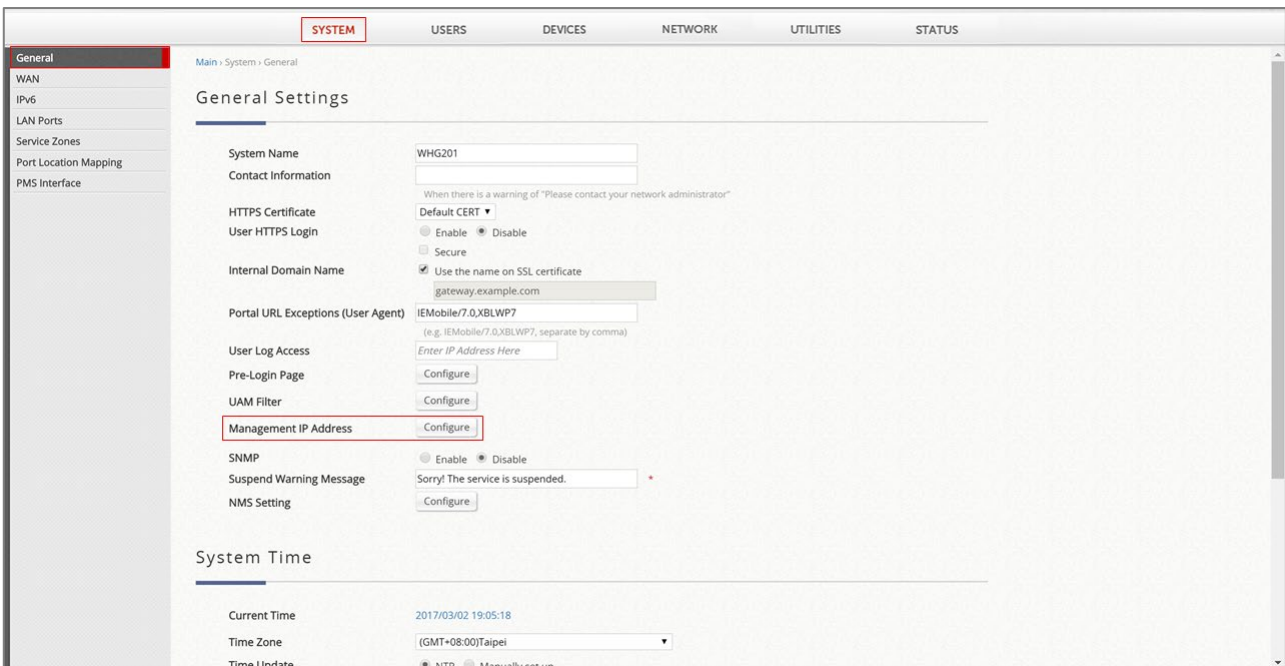 SYSTEM USERS DEVICES NETWORK UTILITIES STATUS
General
WAN
IPv6
LAN Ports
Service Zones
Port Location Mapping
PMS Interface
Main › System › General
General Settings
System Name WHG201
Contact Information
When there is a warning of "Please contact your network administrator"
HTTPS Certificate Default CERT
User HTTPS Login Enable Disable
Secure
Internal Domain Name Use the name on SSL certificate
gateway.example.com
Portal URL Exceptions (User Agent) IEMobile/7.0,XBLWP7
(e.g. IEMobile/7.0,XBLWP7, separate by comma)
User Log Access Enter IP Address Here
Pre-Login Page Configure
UAM Filter Configure
Management IP Address Configure
SNMP Enable Disable
Suspend Warning Message Sorry! The service is suspended. *
NMS Setting Configure
System Time
Current Time 2017/03/02 19:05:18
Time Zone (GMT+08:00)Taipei
Time Update NTP Manually set up